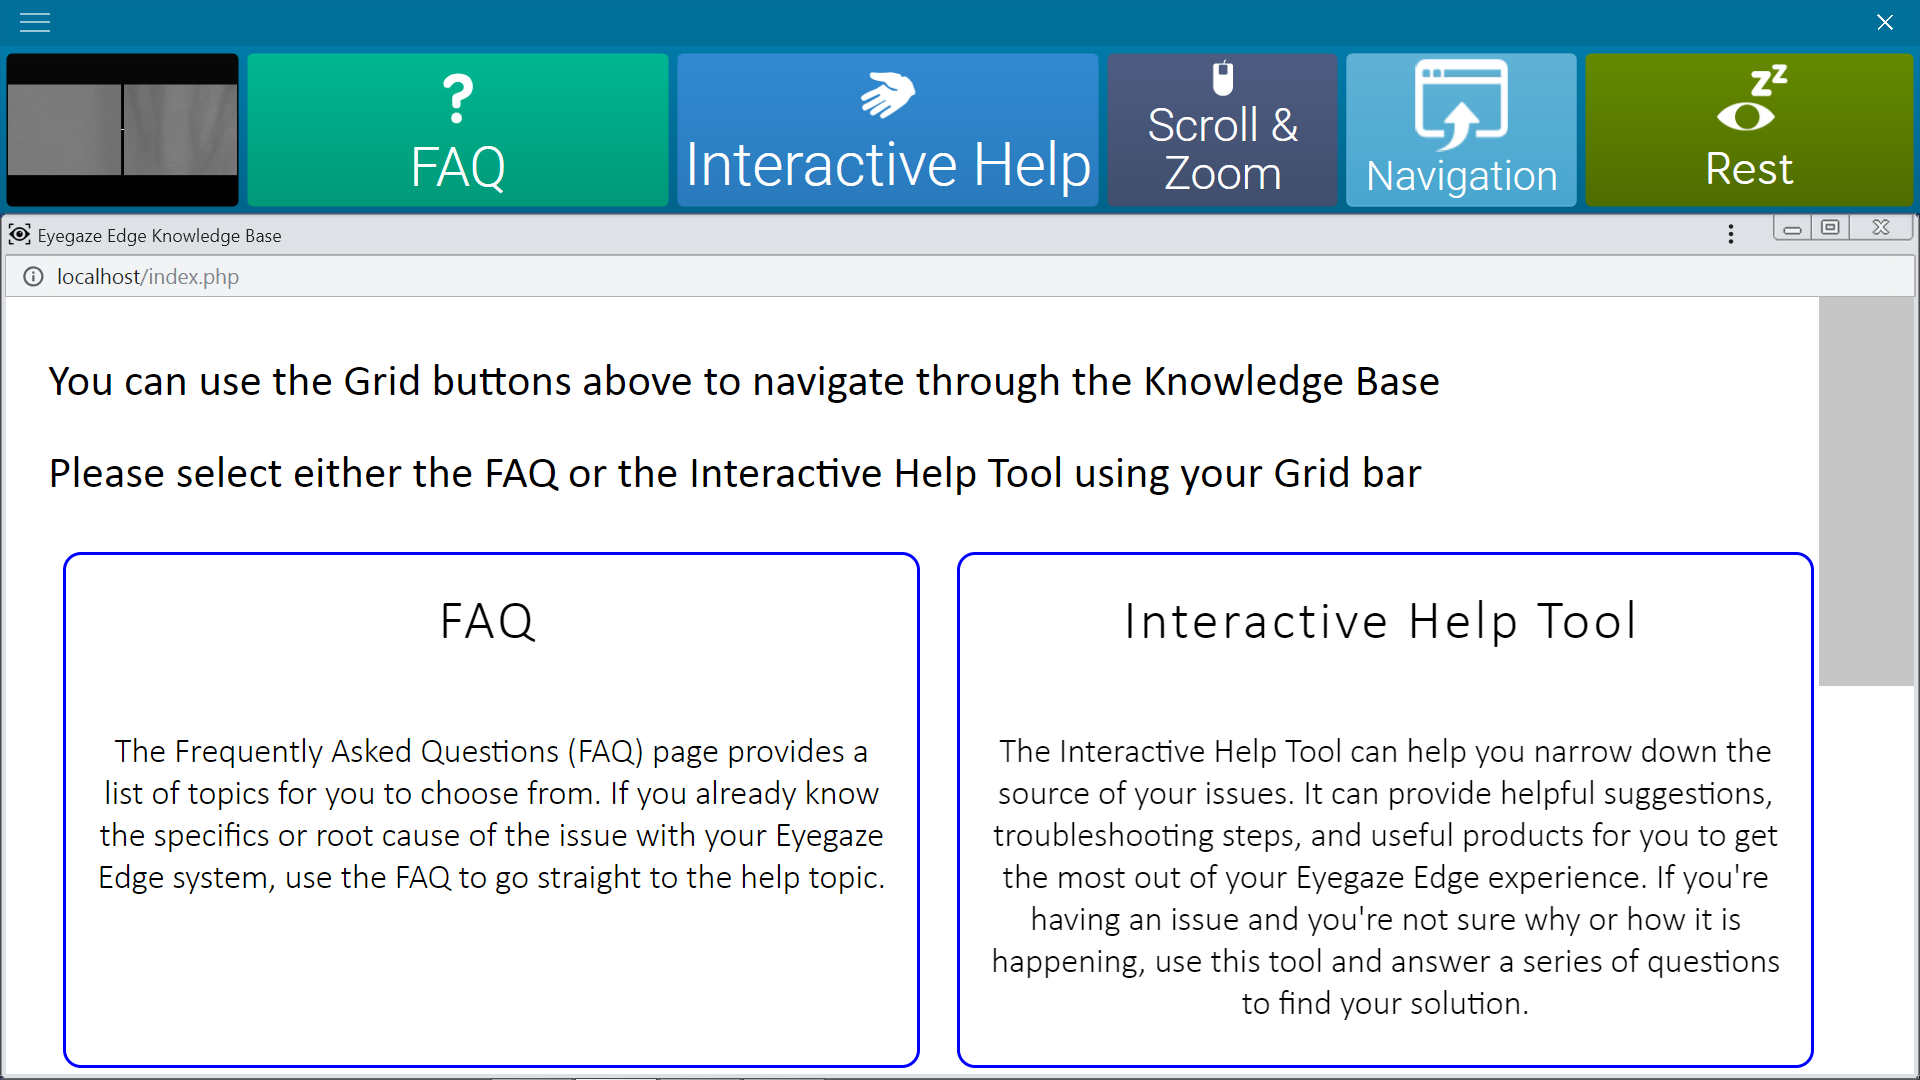 ?
FAQ
Interactive Help
Scroll &
Zoom
Navigation
zz
Rest
Eyegaze Edge Knowledge Base
localhost/index.php
You can use the Grid buttons above to navigate through the Knowledge Base
Please select either the FAQ or the Interactive Help Tool using your Grid bar
FAQ
The Frequently Asked Questions (FAQ) page provides a
list of topics for you to choose from. If you already know
the specifics or root cause of the issue with your Eyegaze
Edge system, use the FAQ to go straight to the help topic.
Interactive Help Tool
The Interactive Help Tool can help you narrow down the
source of your issues. It can provide helpful suggestions,
troubleshooting steps, and useful products for you to get
the most out of your Eyegaze Edge experience. If you're
having an issue and you're not sure why or how it is
happening, use this tool and answer a series of questions
to find your solution.